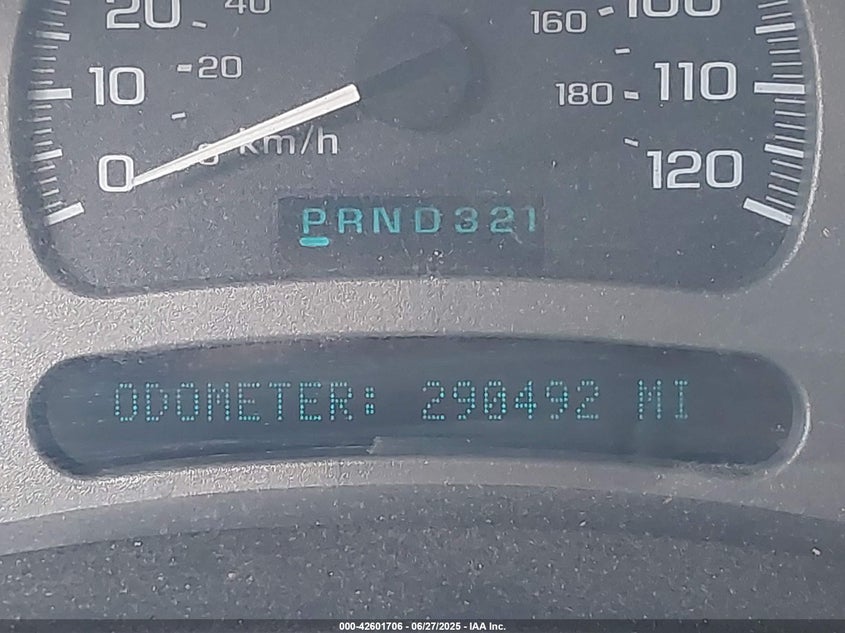 20 40 160 100
10 20 180 110
0 km/h 120
PRND321
ODOMETER: 290492 MI
000-42601706 - 06/27/2025 - IAA Inc.